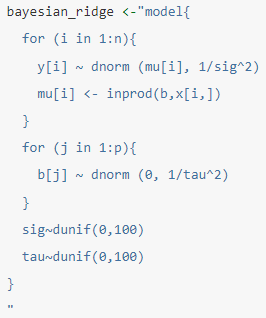 bayesian_ridge <-"model{
for (i in 1:n){
y[i] ~ dnorm (mu[i], 1/sig^2)
mu[i] <- inprod(b,x[i,])
}
for (j in 1:p){
b[j] ~ dnorm (0, 1/tau^2)
}
sig~dunif(0,100)
tau~dunif(0,100)
}
"